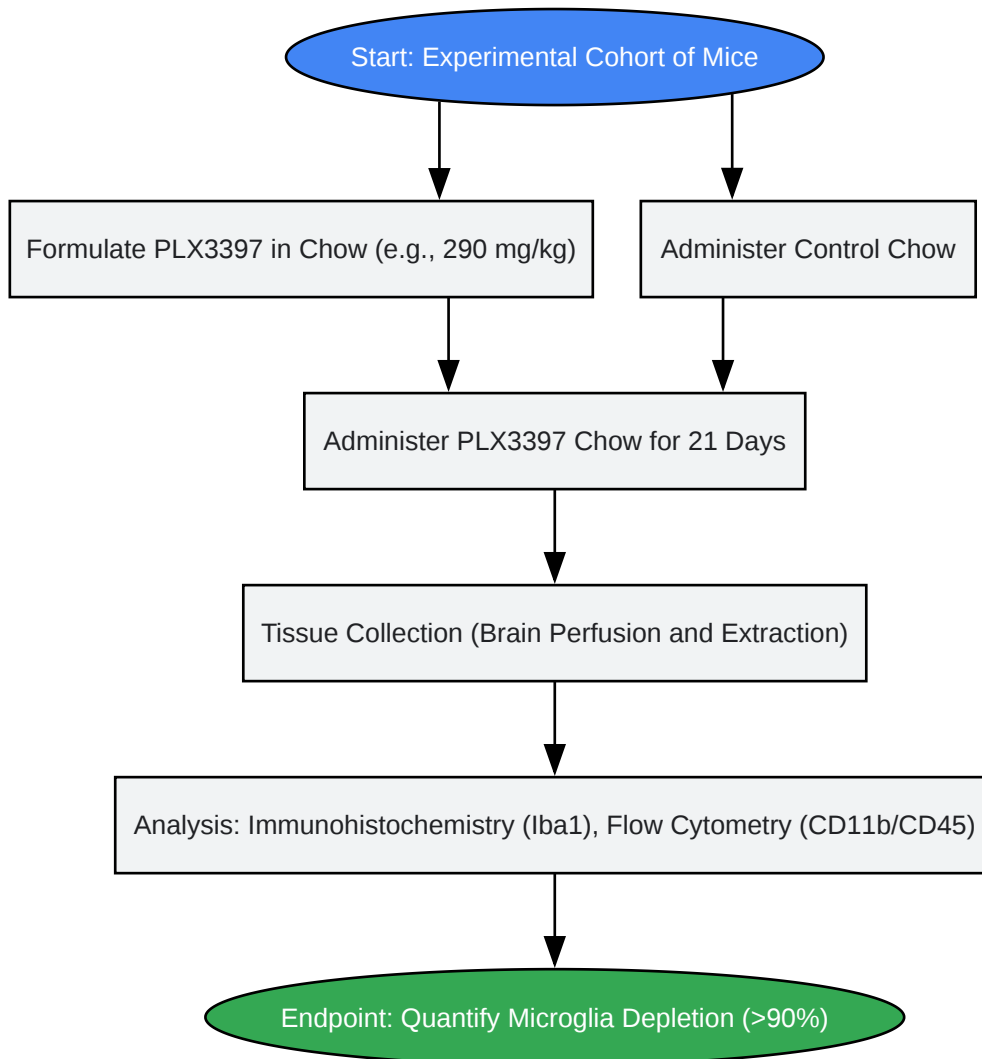 Start: Experimental Cohort of Mice
Formulate PLX3397 in Chow (e.g., 290 mg/kg)
Administer Control Chow
Administer PLX3397 Chow for 21 Days
Tissue Collection (Brain Perfusion and Extraction)
Analysis: Immunohistochemistry (Iba1), Flow Cytometry (CD11b/CD45)
Endpoint: Quantify Microglia Depletion (>90%)